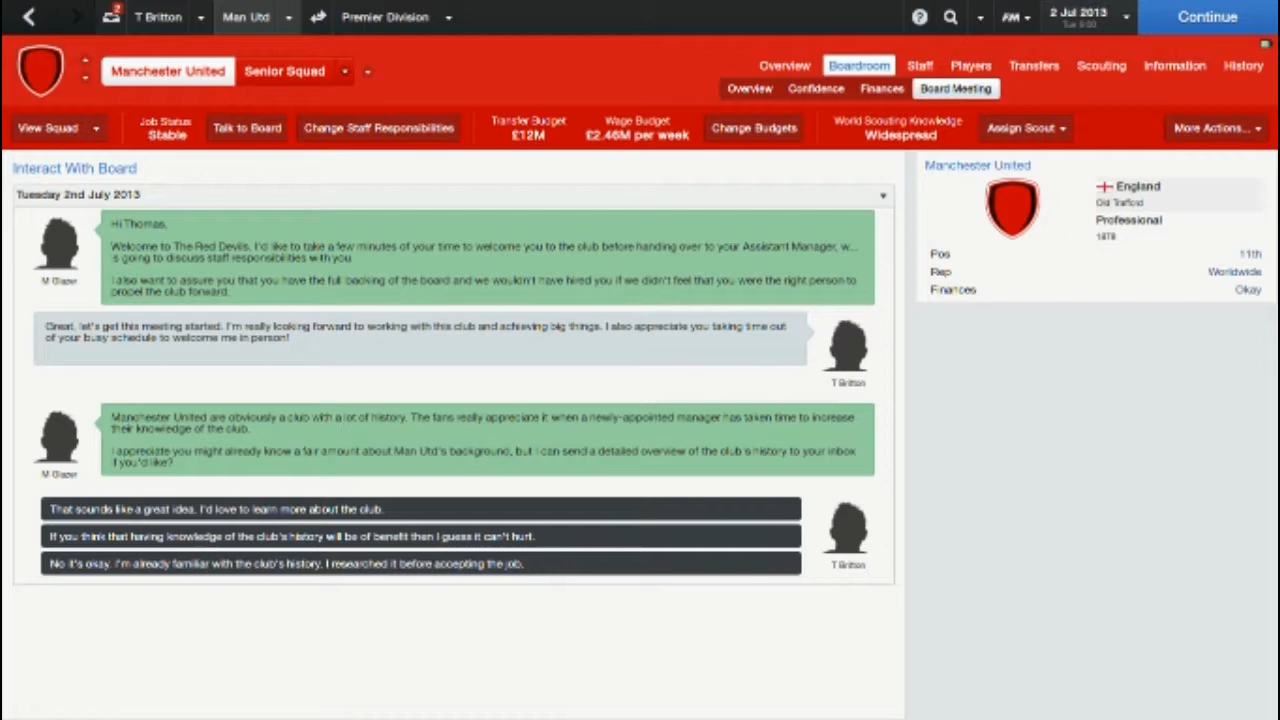 2
T Britton
Man Utd
Premier Division
FM
2 Jul 2013
Continue
Manchester United
Senior Squad
Overview
Boardroom
Staff
Players
Transfers
Scouting
Information
History
Overview
Confidence
Finances
Board Meeting
View Squad
Job Status
Stable
Talk to Board
Change Staff Responsibilities
Transfer Budget
£12M
Wage Budget
£2.46M per week
Change Budgets
World Scouting Knowledge
Widespread
Assign Scout
More Actions...
Interact With Board
Tuesday 2nd July 2013
Hi Thomas,
Welcome to The Red Devils. I'd like to take a few minutes of your time to welcome you to the club before handing over to your Assistant Manager, w...
is going to discuss staff responsibilities with you.
I also want to assure you that you have the full backing of the board and we wouldn't have hired you if we didn't feel that you were the right person to
propel the club forward.
M Glazer
Great, let's get this meeting started. I'm really looking forward to working with this club and achieving big things. I also appreciate you taking time out
of your busy schedule to welcome me in person!
T Britton
Manchester United are obviously a club with a lot of history. The fans really appreciate it when a newly-appointed manager has taken time to increase
their knowledge of the club.
I appreciate you might already know a fair amount about Man Utd's background, but I can send a detailed overview of the club's history to your inbox
if you'd like?
M Glazer
That sounds like a great idea. I'd love to learn more about the club.
If you think that having knowledge of the club's history will be of benefit then I guess it can't hurt.
No it's okay. I'm already familiar with the club's history. I researched it before accepting the job.
T Britton
Manchester United
England
Old Trafford
Professional
1878
Pos
11th
Rep
Worldwide
Finances
Okay